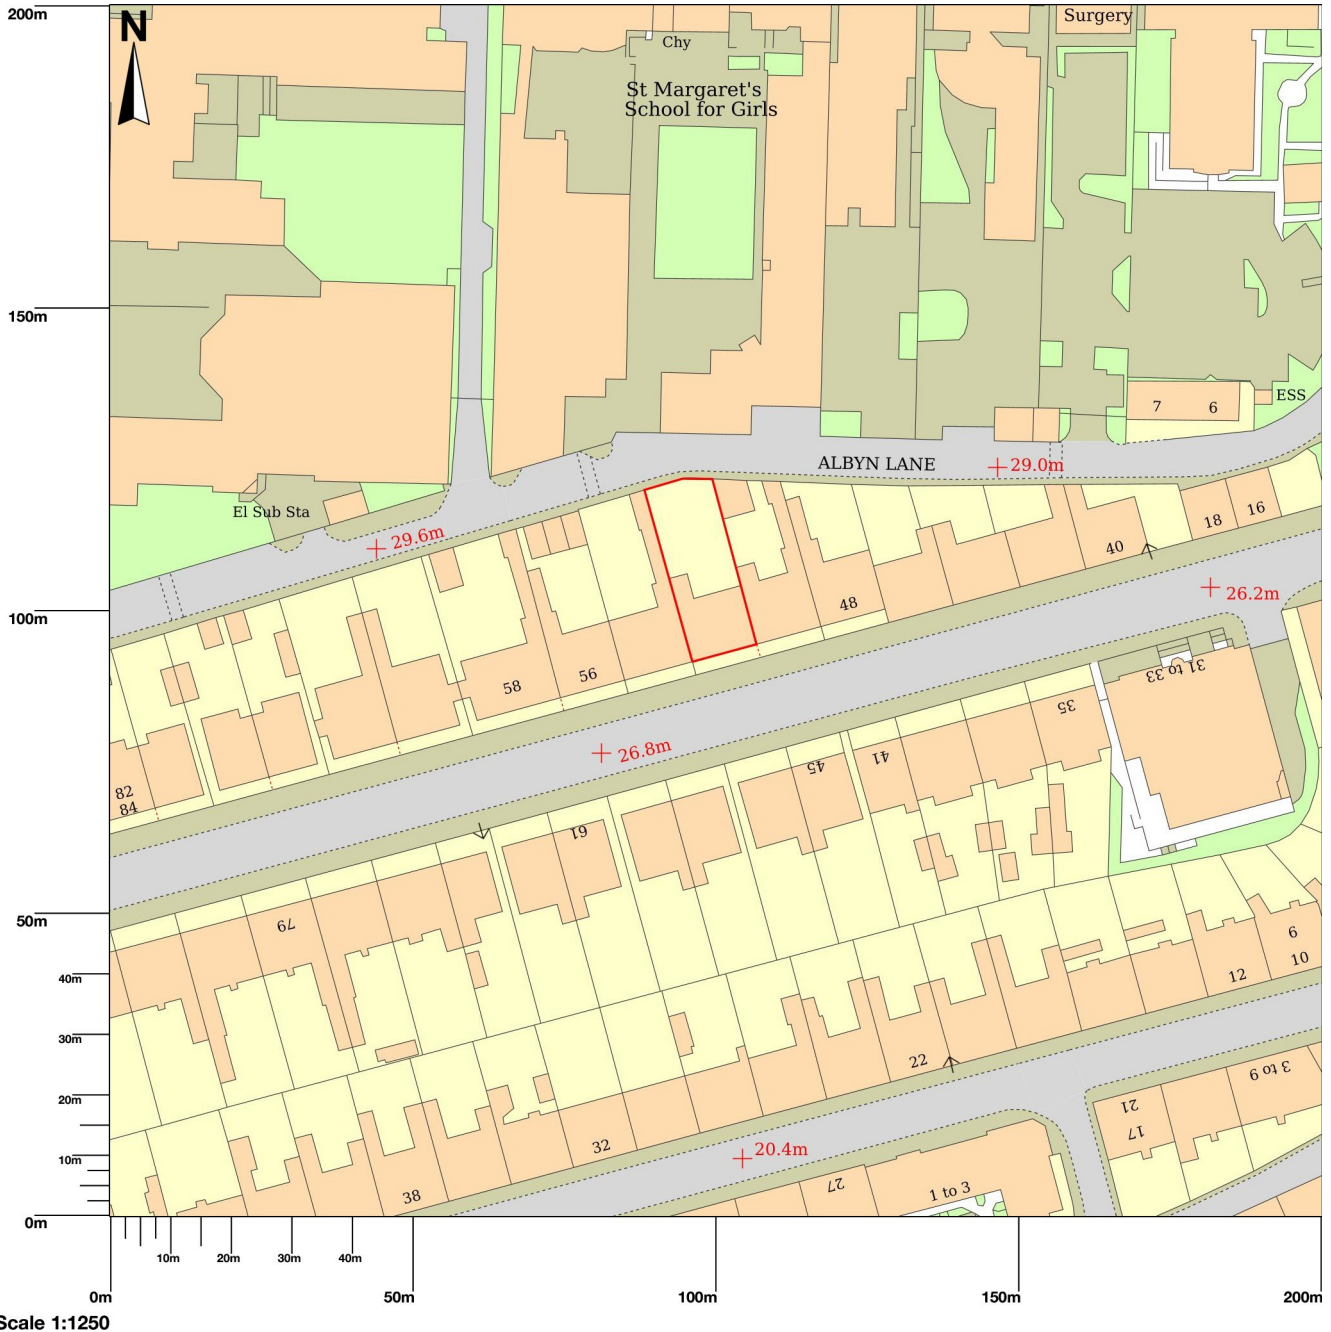 200m
N
Chy
Surgery
St Margaret's
School for Girls
150m
7
6
ESS
ALBYN LANE
29.0m
El Sub Sta
29.6m
18
16
40
100m
48
26.2m
58
56
31 to 33
35
26.8m
45
41
82
84
61
79
50m
6
10
12
40m
30m
22
3 to 9
20m
21
17
32
20.4m
10m
38
27
1 to 3
0m
10m
20m
30m
40m
0m
50m
100m
150m
200m
Scale 1:1250